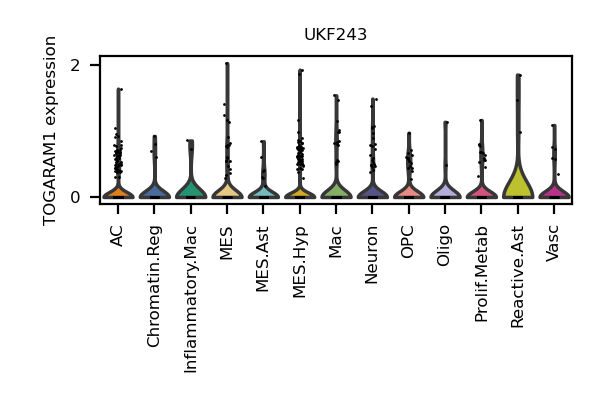 UKF243
TOGARAM1 expression
2
0
AC
Chromatin.Reg
Inflammatory.Mac
MES
MES.Ast
MES.Hyp
Mac
Neuron
OPC
Oligo
Prolif.Metab
Reactive.Ast
Vasc